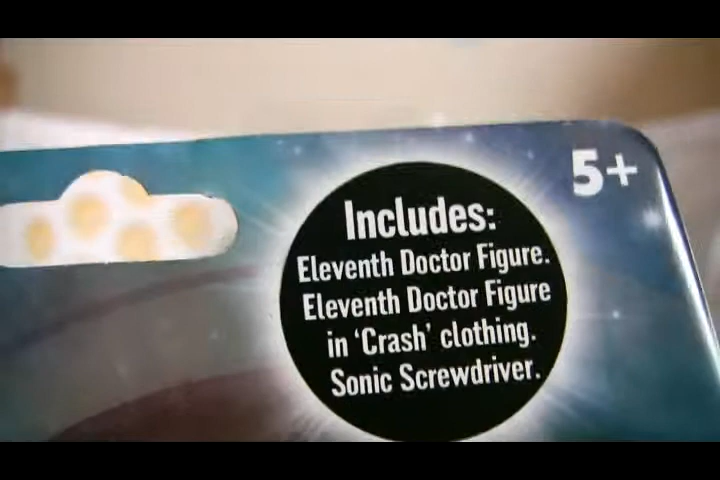 5+
Includes:
Eleventh Doctor Figure.
Eleventh Doctor Figure
in ‘Crash’ clothing.
Sonic Screwdriver.